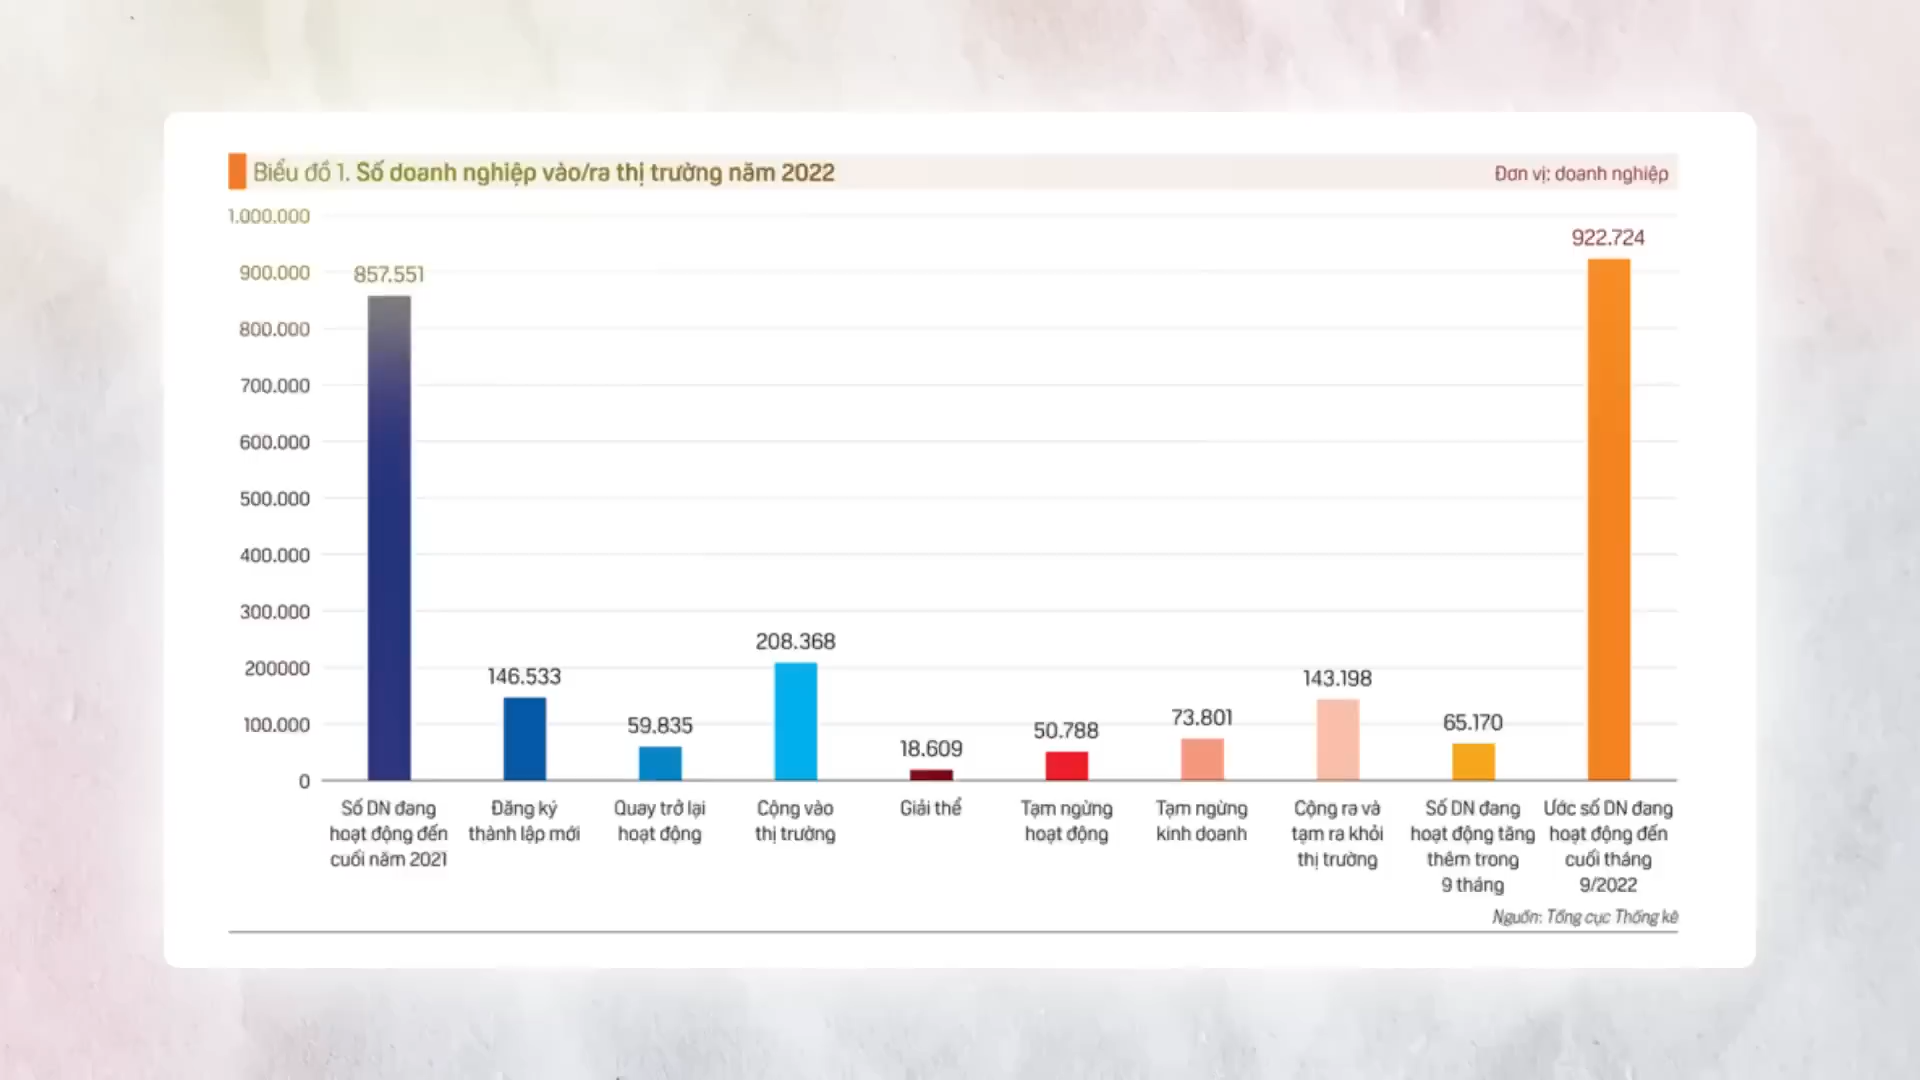 Biểu đồ 1. Số doanh nghiệp vào/ra thị trường năm 2022
Đơn vị: doanh nghiệp
1.000.000
900.000
800.000
700.000
600.000
500.000
400.000
300.000
200000
100.000
0
857.551
146.533
59.835
208.368
18.609
50.788
73.801
143.198
65.170
922.724
Số DN đang
hoạt động đến
cuối năm 2021
Đăng ký
thành lập mới
Quay trở lại
hoạt động
Cộng vào
thị trường
Giải thể
Tạm ngừng
hoạt động
Tạm ngừng
kinh doanh
Cộng ra và
tạm ra khỏi
thị trường
Số DN đang
hoạt động tăng
thêm trong
9 tháng
Ước số DN đang
hoạt động đến
cuối tháng
9/2022
Nguồn: Tổng cục Thống kê